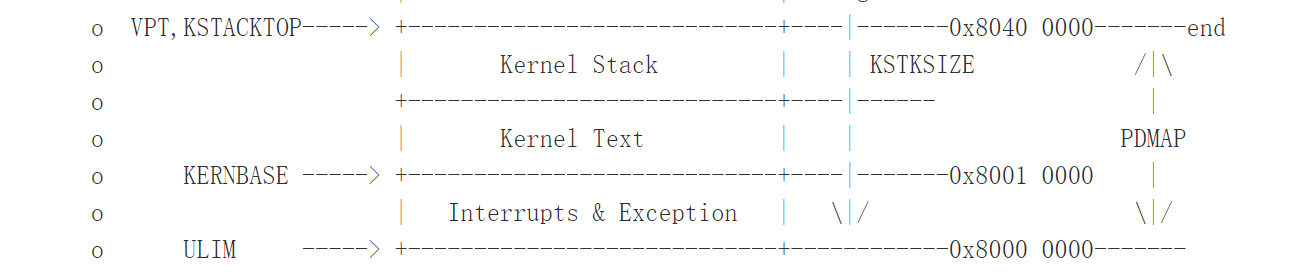 o  VPT,KSTACKTOP-----> +----------------------------+----|-------0x8040 0000-------end
o                      |       Kernel Stack         |    | KSTKSIZE            /|\
o                      +----------------------------+----|------                |
o                      |       Kernel Text          |    |                    PDMAP
o      KERNBASE -----> +----------------------------+----|-------0x8001 0000    |
o                      |   Interrupts & Exception   |   \|/                    \|/
o      ULIM     -----> +----------------------------+------------0x8000 0000-------